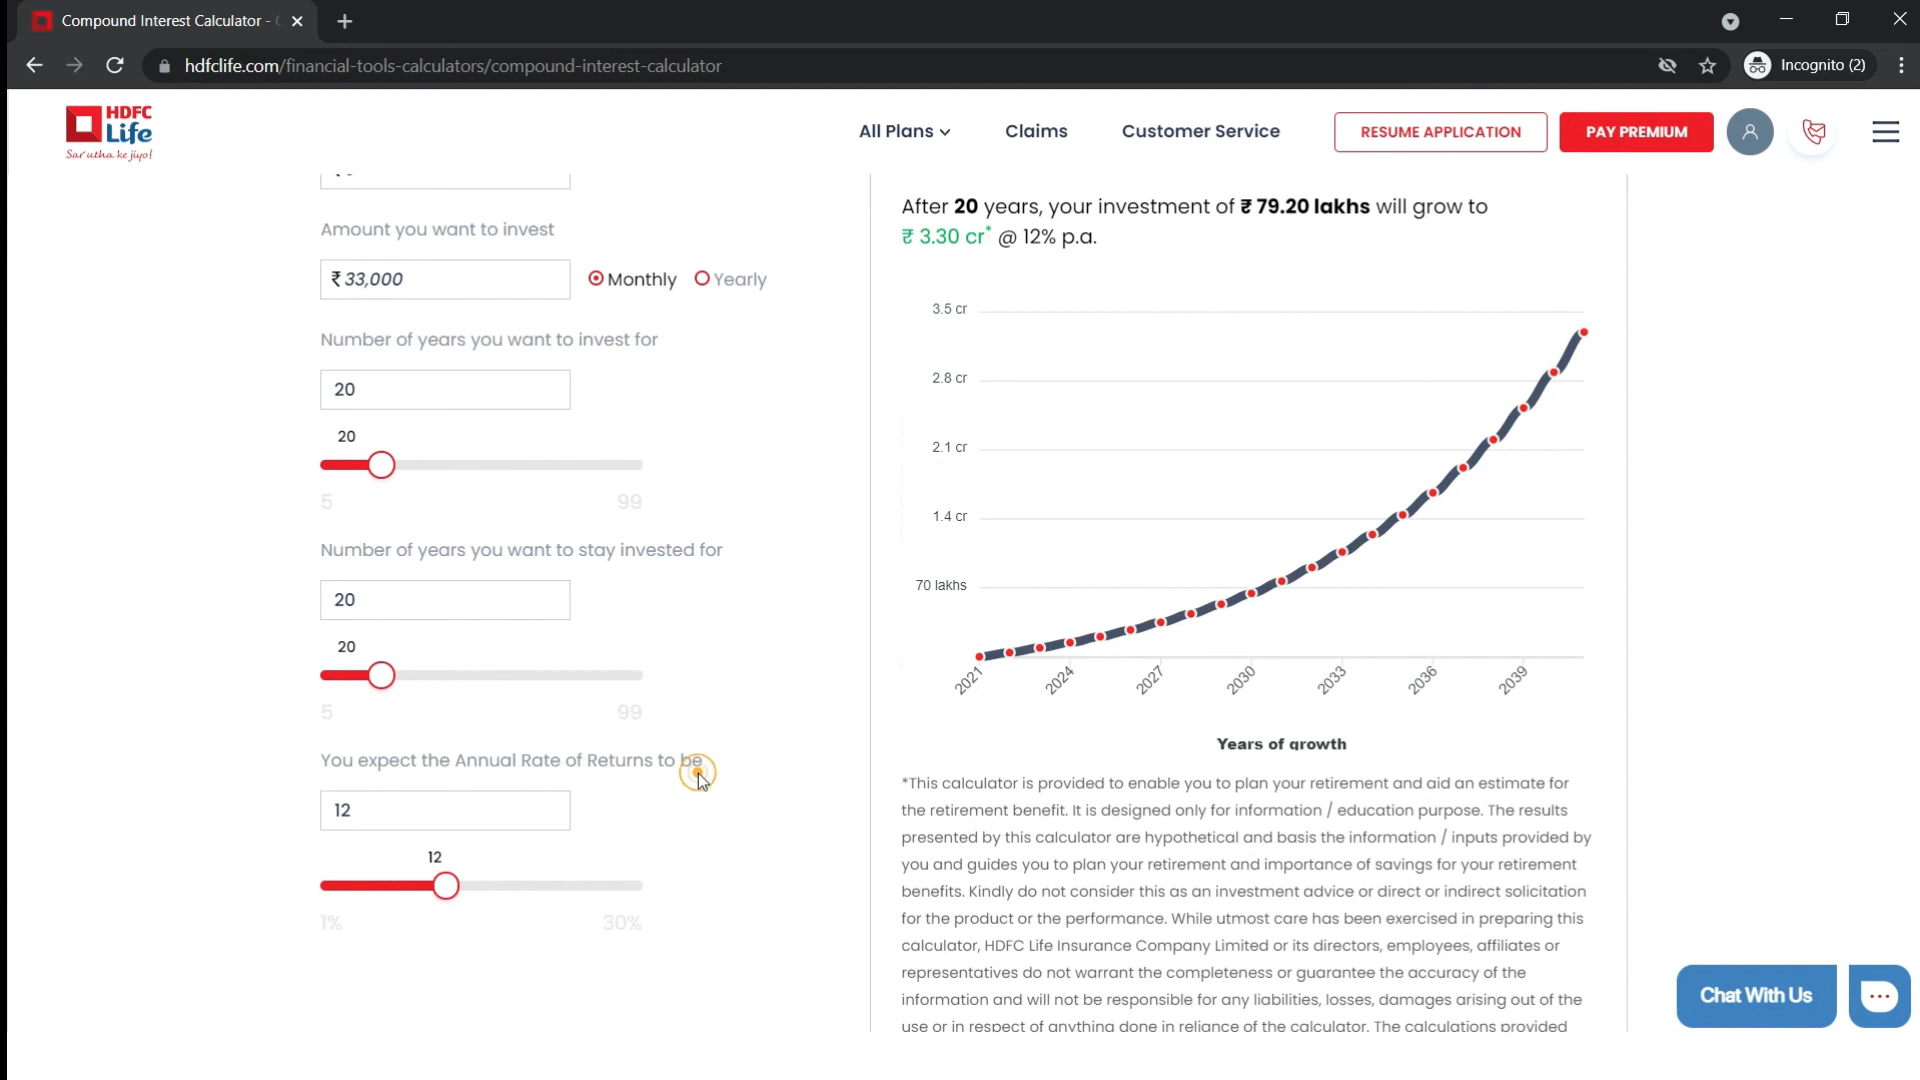 Compound Interest Calculator -
hdfclife.com/financial-tools-calculators/compound-interest-calculator
Incognito (2)
HDFC
Life
Sar utha ke jiyo!
All Plans
Claims
Customer Service
RESUME APPLICATION
PAY PREMIUM
Amount you want to invest
₹ 33,000
Monthly
Yearly
Number of years you want to invest for
20
20
5
99
Number of years you want to stay invested for
20
20
5
99
You expect the Annual Rate of Returns to be
12
12
1%
30%
After 20 years, your investment of ₹ 79.20 lakhs will grow to
₹ 3.30 cr* @ 12% p.a.
3.5 cr
2.8 cr
2.1 cr
1.4 cr
70 lakhs
2021
2024
2027
2030
2033
2036
2039
Years of growth
*This calculator is provided to enable you to plan your retirement and aid an estimate for
the retirement benefit. It is designed only for information / education purpose. The results
presented by this calculator are hypothetical and basis the information / inputs provided by
you and guides you to plan your retirement and importance of savings for your retirement
benefits. Kindly do not consider this as an investment advice or direct or indirect solicitation
for the product or the performance. While utmost care has been exercised in preparing this
calculator, HDFC Life Insurance Company Limited or its directors, employees, affiliates or
representatives do not warrant the completeness or guarantee the accuracy of the
information and will not be responsible for any liabilities, losses, damages arising out of the
use or in respect of anything done in reliance of the calculator. The calculations provided
Chat With Us